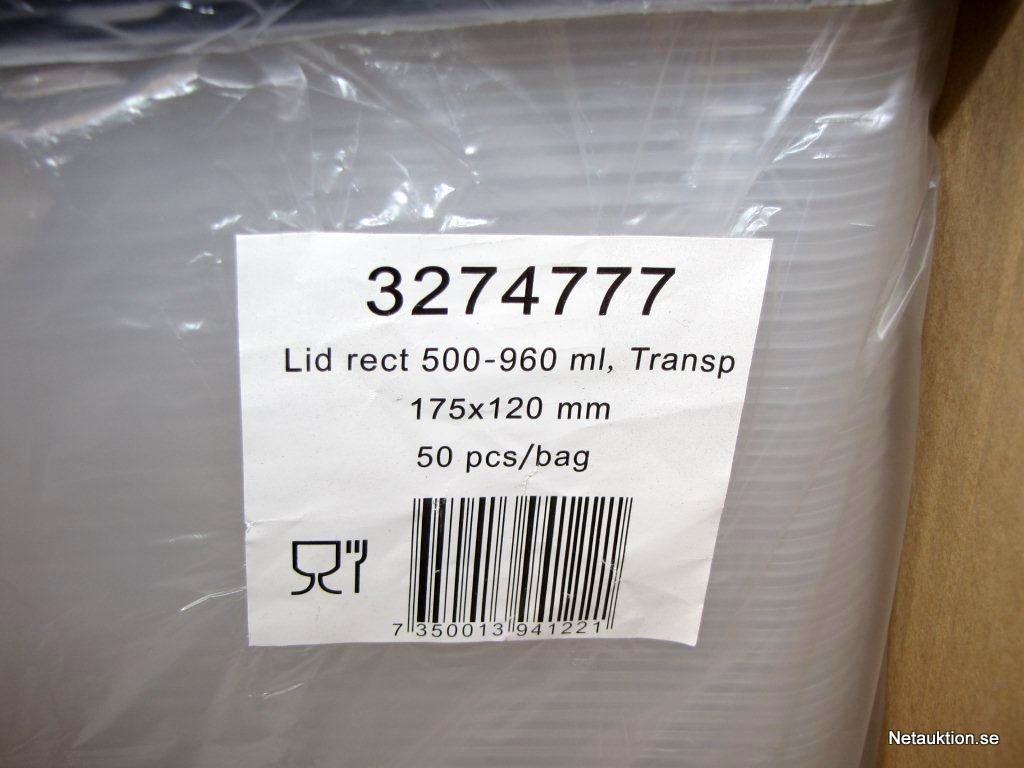 3274777
Lid rect 500-960 ml, Transp
175x120 mm
50 pcs/bag
7 350013 941221
Netauktion.se